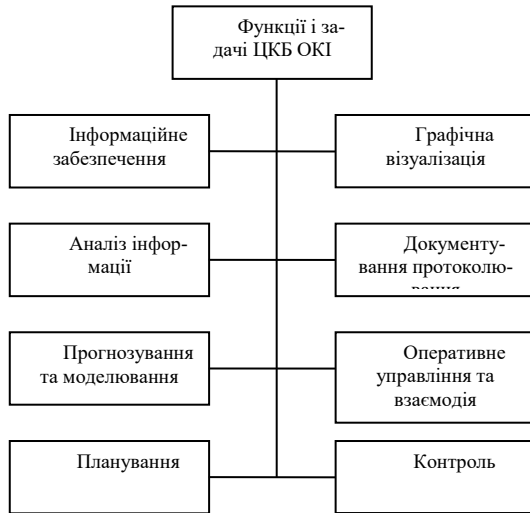 Функції і за-
дачі ЦКБ ОКІ
Інформаційне
забезпечення
Графічна
візуалізація
Аналіз інфор-
мації
Документу-
вання протоколю-
вання
Прогнозування
та моделювання
Оперативне
управління та
взаємодія
Планування
Контроль